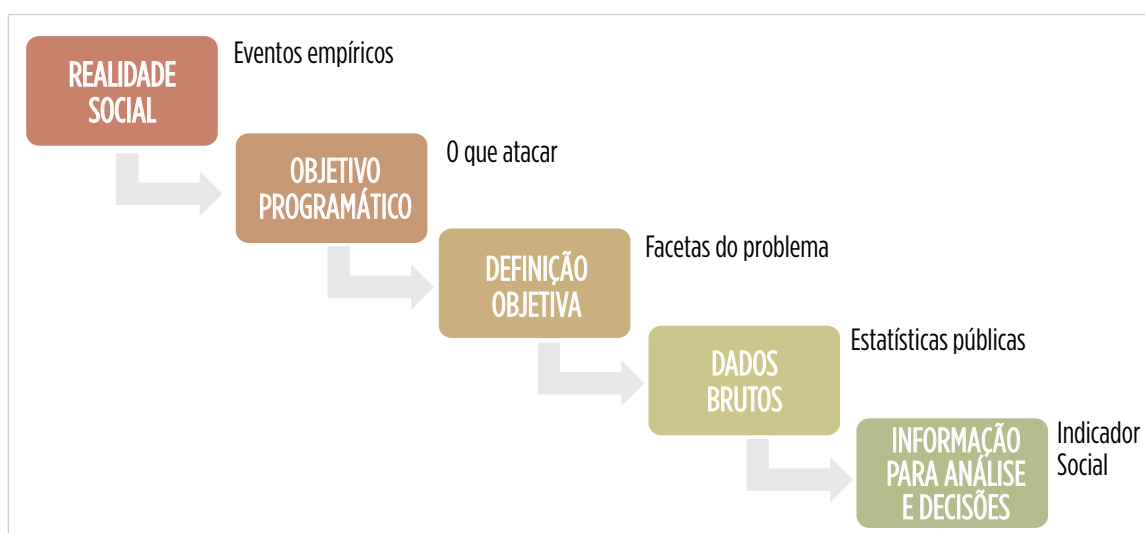 REALIDADE
SOCIAL
Eventos empíricos
OBJETIVO
PROGRAMÁTICO
O que atacar
DEFINIÇÃO
OBJETIVA
Facetas do problema
DADOS
BRUTOS
Estatísticas públicas
INFORMAÇÃO
PARA ANÁLISE
E DECISÕES
Indicador
Social